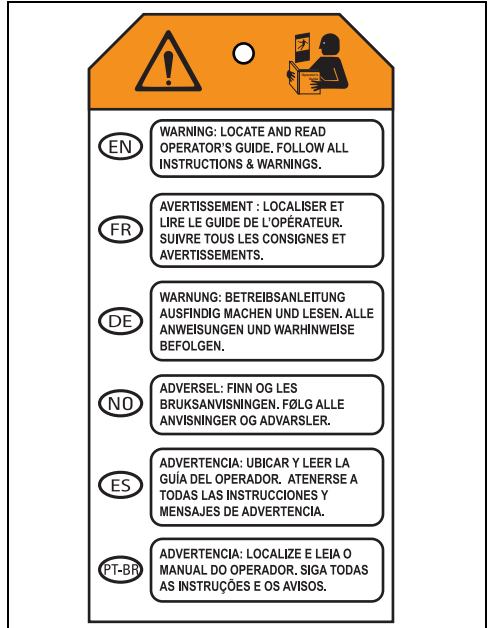 Operator's
Guide
EN
WARNING: LOCATE AND READ
OPERATOR'S GUIDE. FOLLOW ALL
INSTRUCTIONS & WARNINGS.
FR
AVERTISSEMENT : LOCALISER ET
LIRE LE GUIDE DE L'OPÉRATEUR.
SUIVRE TOUS LES CONSIGNES ET
AVERTISSEMENTS.
DE
WARNUNG: BETREIBSANLEITUNG
AUSFINDIG MACHEN UND LESEN. ALLE
ANWEISUNGEN UND WARHINWEISE
BEFOLGEN.
NO
ADVERSEL: FINN OG LES
BRUKSANVISNINGEN. FØLG ALLE
ANVISNINGER OG ADVARSLER.
ES
ADVERTENCIA: UBICAR Y LEER LA
GUÍA DEL OPERADOR. ATENERSE A
TODAS LAS INSTRUCCIONES Y
MENSAJES DE ADVERTENCIA.
PT-BR
ADVERTENCIA: LOCALIZE E LEIA O
MANUAL DO OPERADOR. SIGA TODAS
AS INSTRUÇÕES E OS AVISOS.